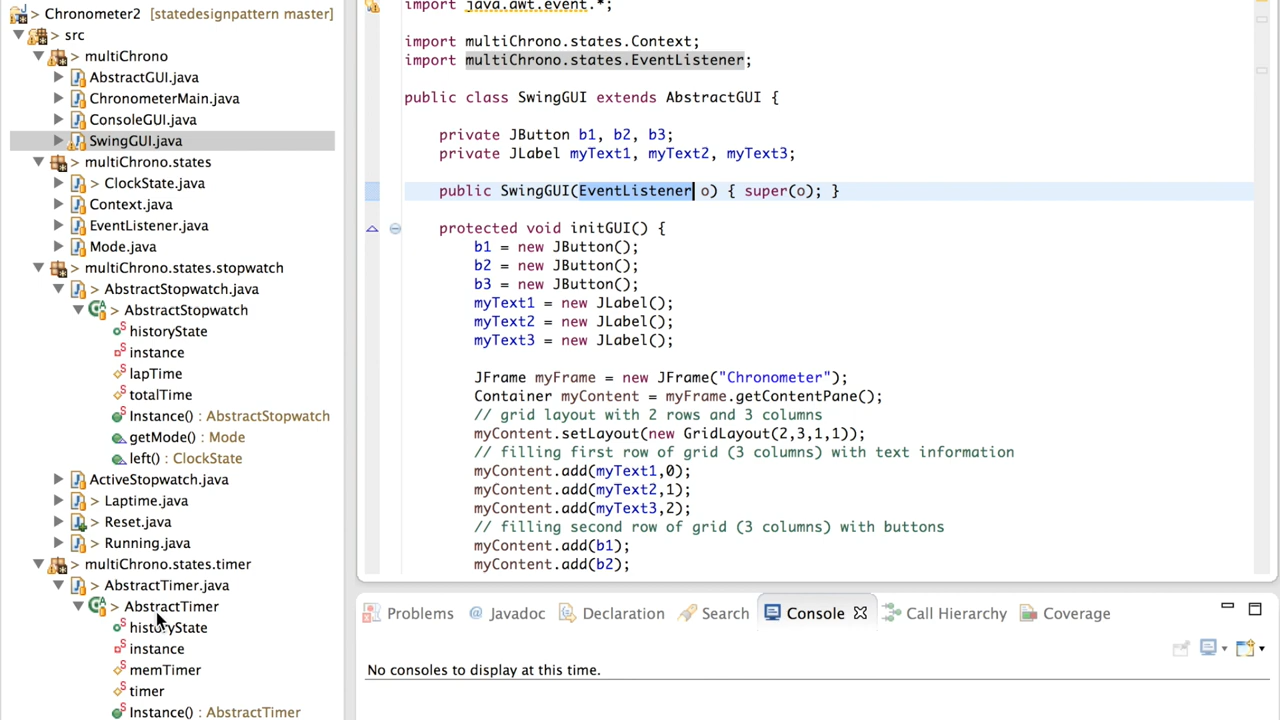 > Chronometer2 [statedesignpattern master]
> src
> multiChrono
AbstractGUI.java
ChronometerMain.java
ConsoleGUI.java
SwingGUI.java
> multiChrono.states
> ClockState.java
Context.java
EventListener.java
Mode.java
> multiChrono.states.stopwatch
> AbstractStopwatch.java
> AbstractStopwatch
historyState
instance
lapTime
totalTime
Instance() : AbstractStopwatch
getMode() : Mode
left() : ClockState
ActiveStopwatch.java
> Laptime.java
> Reset.java
> Running.java
> multiChrono.states.timer
> AbstractTimer.java
> AbstractTimer
historyState
instance
memTimer
timer
Instance() : AbstractTimer
import java.awt.event.*;
import multiChrono.states.Context;
import multiChrono.states.EventListener;
public class SwingGUI extends AbstractGUI {
private JButton b1, b2, b3;
private JLabel myText1, myText2, myText3;
public SwingGUI(EventListener o) { super(o); }
protected void initGUI() {
b1 = new JButton();
b2 = new JButton();
b3 = new JButton();
myText1 = new JLabel();
myText2 = new JLabel();
myText3 = new JLabel();
JFrame myFrame = new JFrame("Chronometer");
Container myContent = myFrame.getContentPane();
// grid layout with 2 rows and 3 columns
myContent.setLayout(new GridLayout(2,3,1,1));
// filling first row of grid (3 columns) with text information
myContent.add(myText1,0);
myContent.add(myText2,1);
myContent.add(myText3,2);
// filling second row of grid (3 columns) with buttons
myContent.add(b1);
myContent.add(b2);
Problems @ Javadoc Declaration Search Console Call Hierarchy Coverage
No consoles to display at this time.